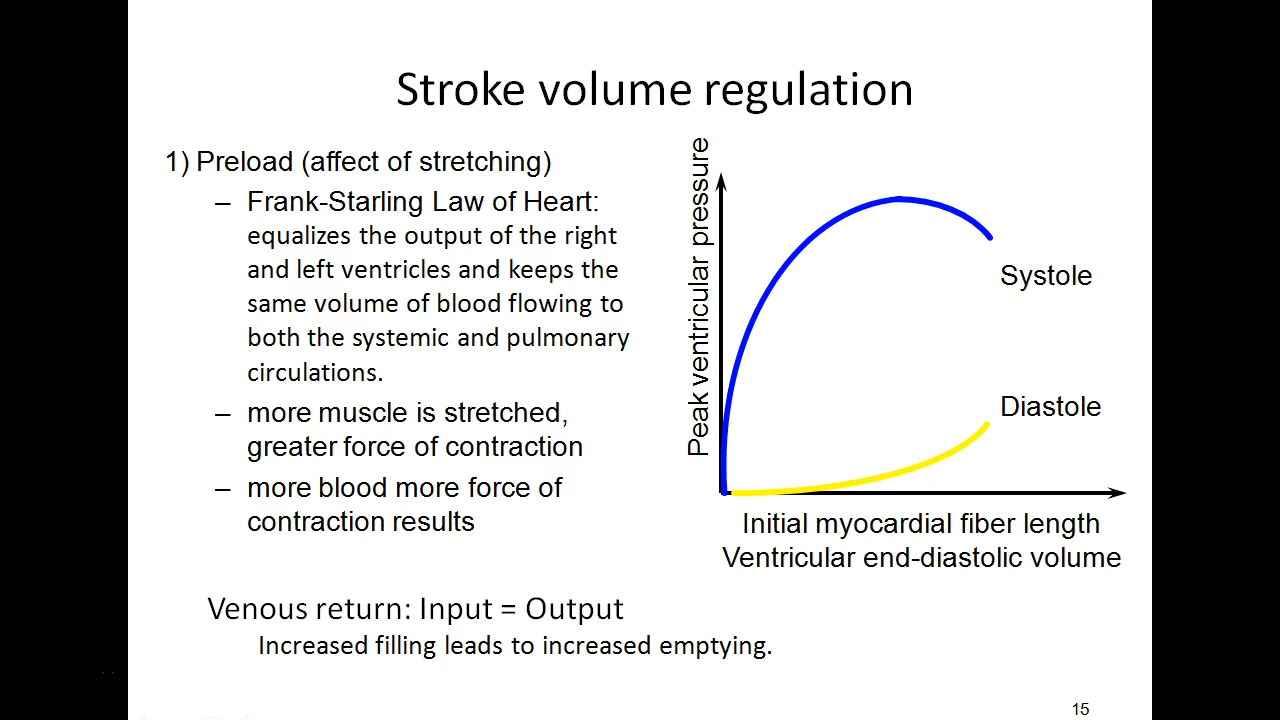 Stroke volume regulation
1) Preload (affect of stretching)
– Frank-Starling Law of Heart:
equalizes the output of the right
and left ventricles and keeps the
same volume of blood flowing to
both the systemic and pulmonary
circulations.
– more muscle is stretched,
greater force of contraction
– more blood more force of
contraction results
Venous return: Input = Output
Increased filling leads to increased emptying.
Peak ventricular pressure
Systole
Diastole
Initial myocardial fiber length
Ventricular end-diastolic volume
15